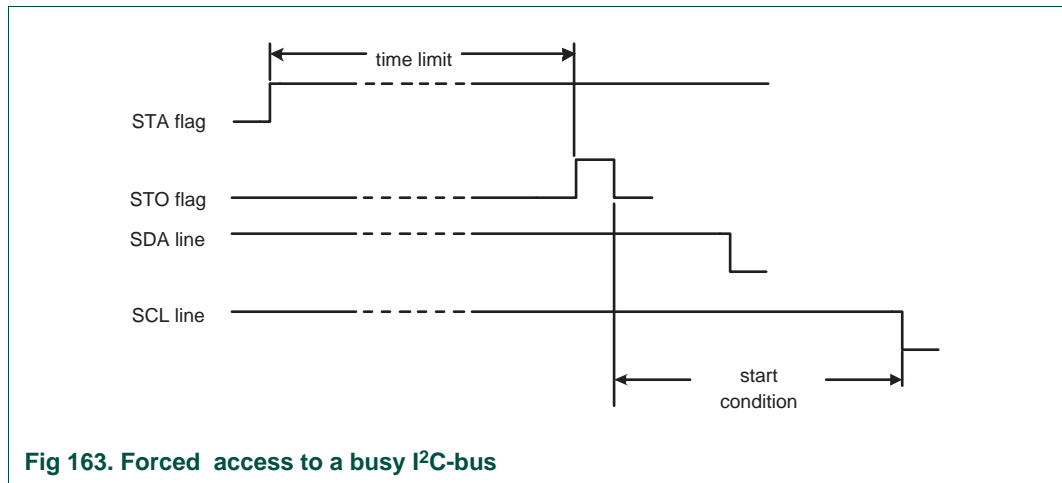 time limit
STA flag
STO flag
SDA line
SCL line
start
condition
Fig 163. Forced access to a busy I²C-bus